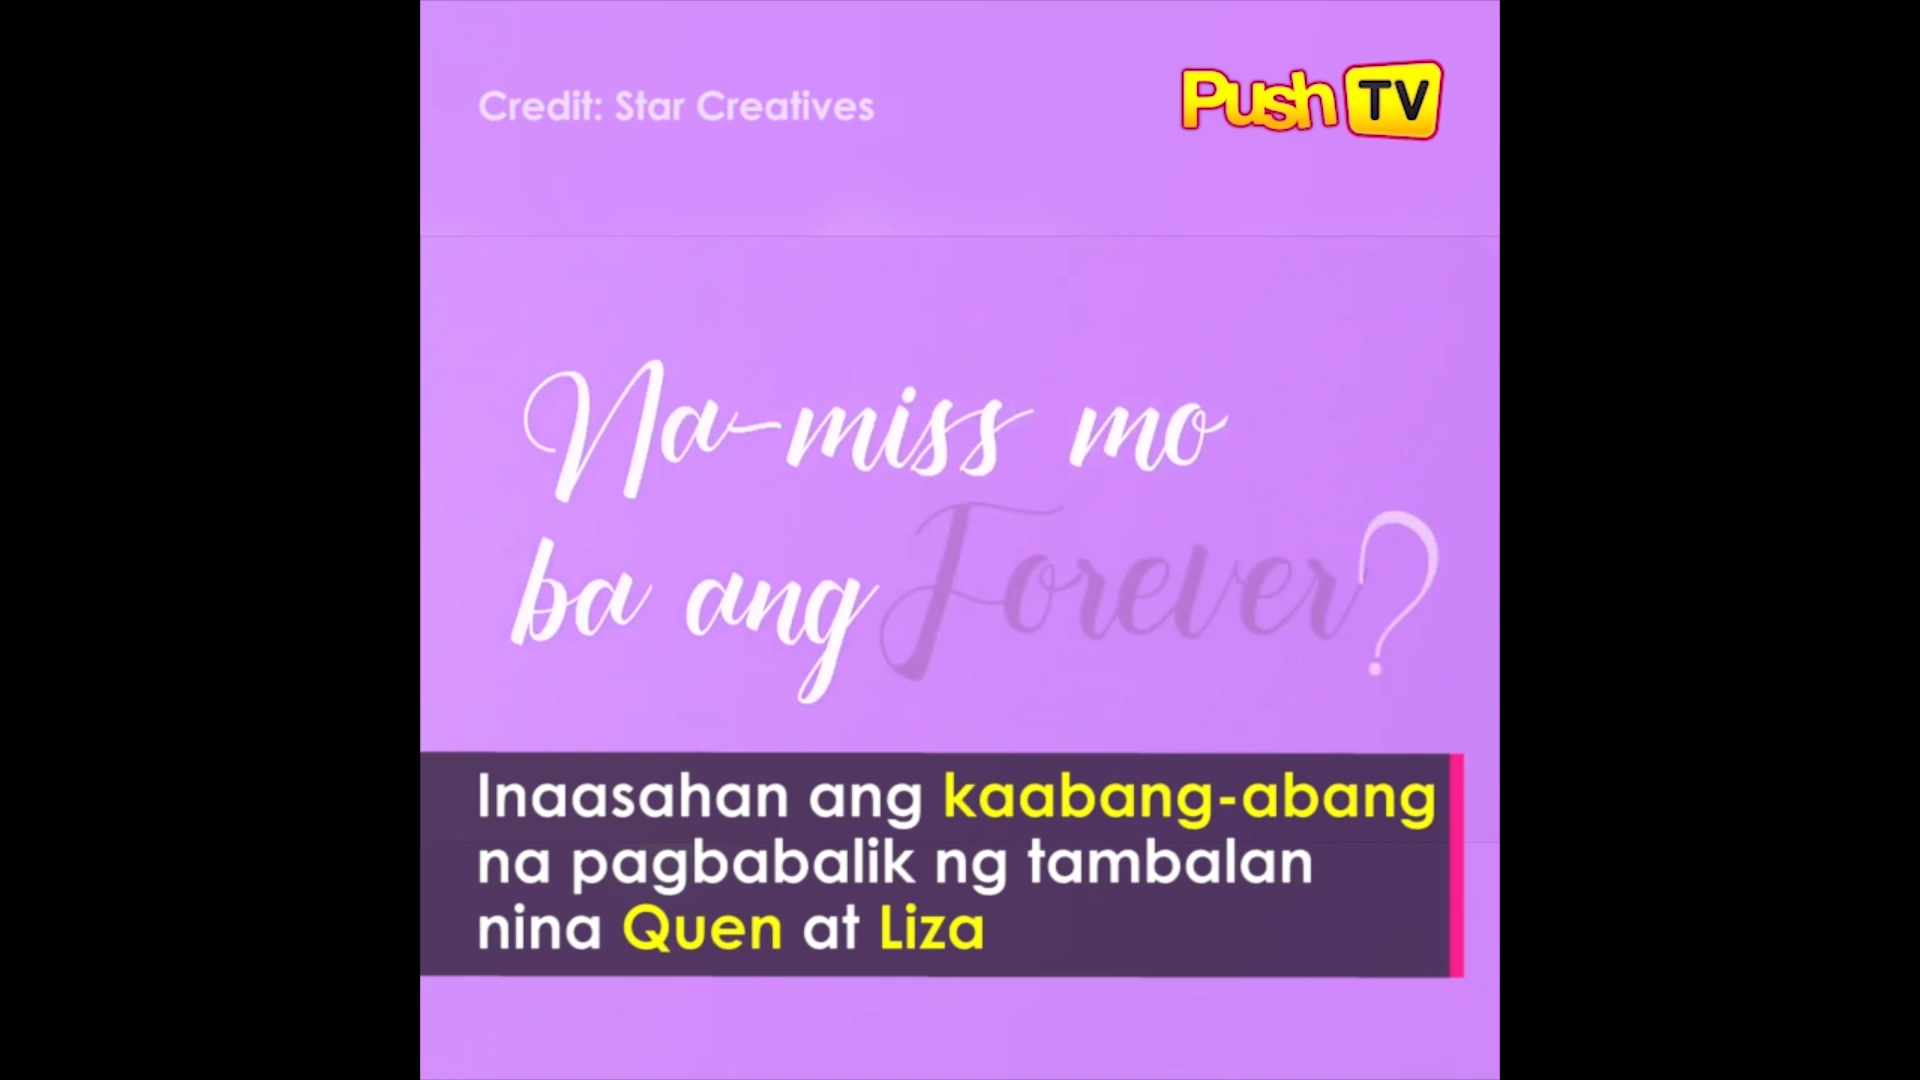 Credit: Star Creatives
Push TV
Na-miss mo
ba ang Forever?
Inaasahan ang kaabang-abang
na pagbabalik ng tambalan
nina Quen at Liza